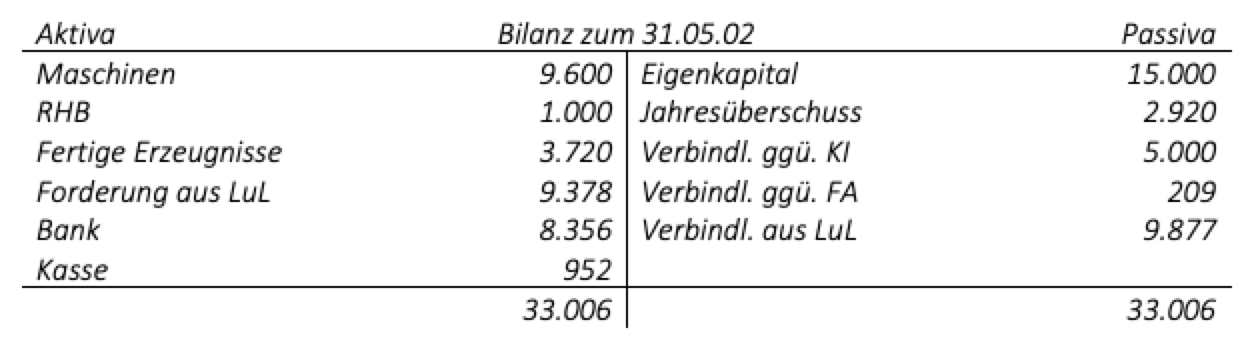 Aktiva Bilanz zum 31.05.02 Passiva
Maschinen 9.600 Eigenkapital 15.000
RHB 1.000 Jahresüberschuss 2.920
Fertige Erzeugnisse 3.720 Verbindl. ggü. KI 5.000
Forderung aus LuL 9.378 Verbindl. ggü. FA 209
Bank 8.356 Verbindl. aus LuL 9.877
Kasse 952
33.006 33.006